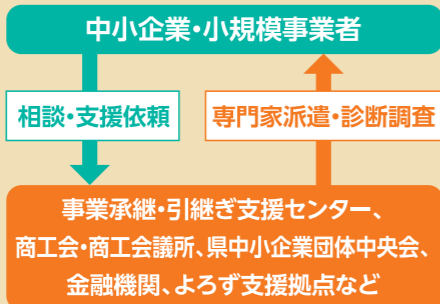 中小企業・小規模事業者
相談・支援依頼
専門家派遣・診断調査
事業承継・引継ぎ支援センター、
商工会・商工会議所、県中小企業団体中央会、
金融機関、よろず支援拠点など